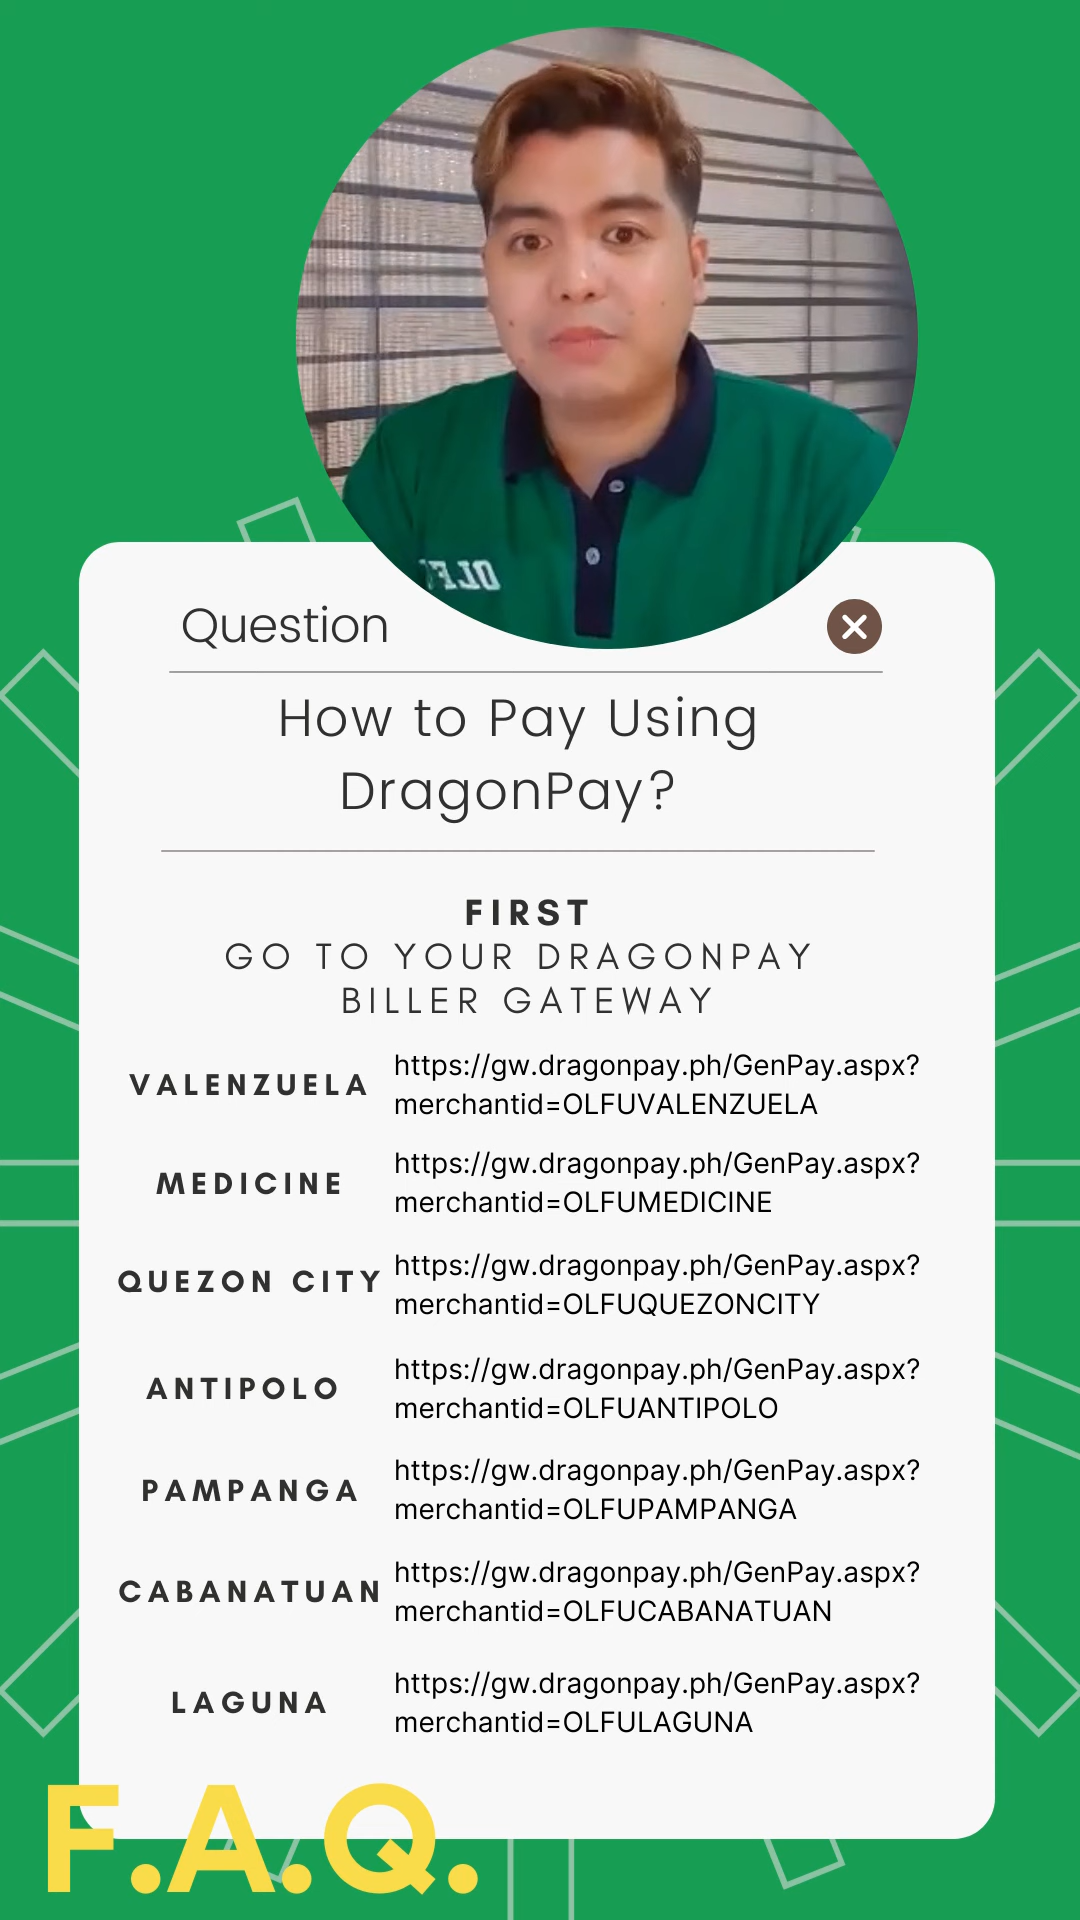 OLF
Question
How to Pay Using
DragonPay?
FIRST
GO TO YOUR DRAGONPAY
BILLER GATEWAY
VALENZUELA
https://gw.dragonpay.ph/GenPay.aspx?
merchantid=OLFUVALENZUELA
MEDICINE
https://gw.dragonpay.ph/GenPay.aspx?
merchantid=OLFUMEDICINE
QUEZON CITY
https://gw.dragonpay.ph/GenPay.aspx?
merchantid=OLFUQUEZONCITY
ANTIPOLO
https://gw.dragonpay.ph/GenPay.aspx?
merchantid=OLFUANTIPOLO
PAMPANGA
https://gw.dragonpay.ph/GenPay.aspx?
merchantid=OLFUPAMPANGA
CABANATUAN
https://gw.dragonpay.ph/GenPay.aspx?
merchantid=OLFUCABANATUAN
LAGUNA
https://gw.dragonpay.ph/GenPay.aspx?
merchantid=OLFULAGUNA
F.A.Q.